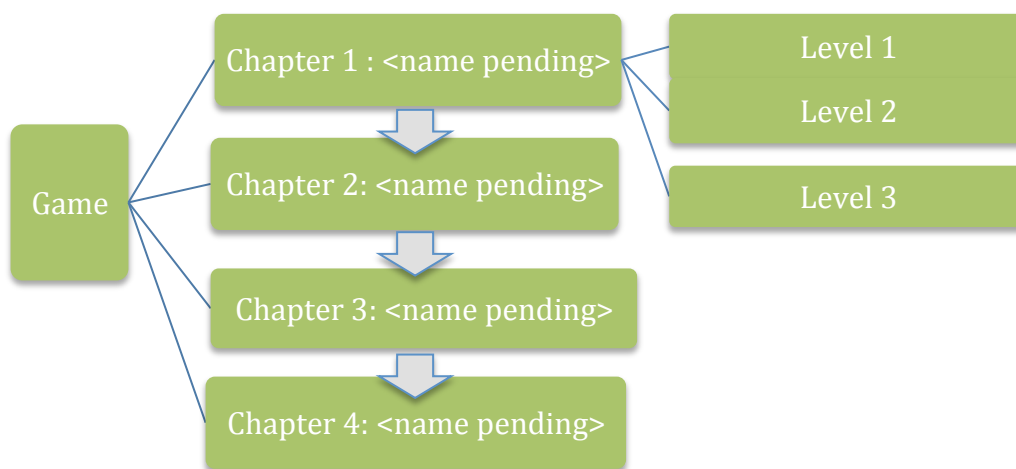 Game
Chapter 1 : <name pending>
Chapter 2: <name pending>
Chapter 3: <name pending>
Chapter 4: <name pending>
Level 1
Level 2
Level 3